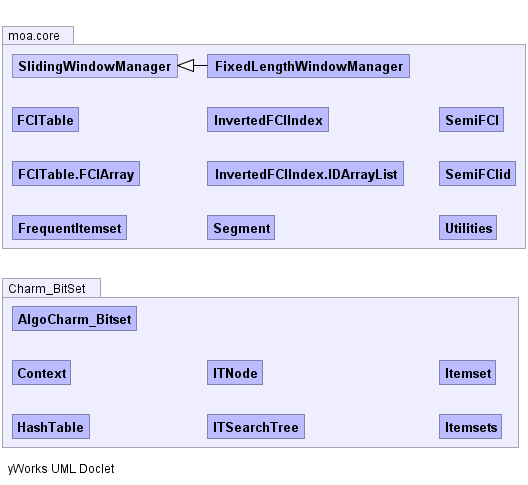 moa.core
SlidingWindowManager FixedLengthWindowManager
FCITable InvertedFCIIndex SemiFCI
FCITable.FCIArray InvertedFCIIndex.IDArrayList SemiFCIid
FrequentItemset Segment Utilities
Charm_BitSet
AlgoCharm_Bitset
Context ITNode Itemset
HashTable ITSearchTree Itemsets
yWorks UML Doclet